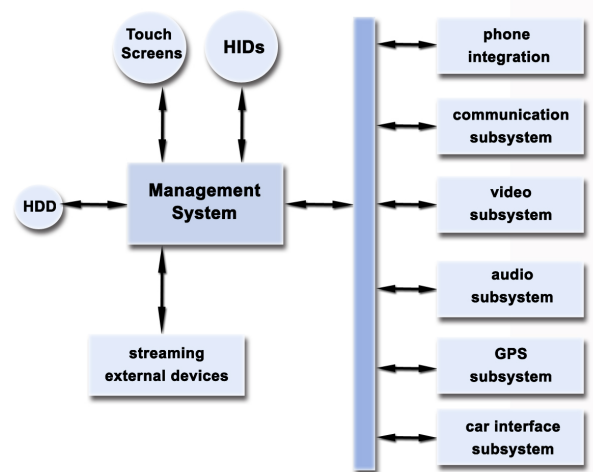 Touch
Screens
HIDs
HDD
Management
System
streaming
external devices
phone
integration
communication
subsystem
video
subsystem
audio
subsystem
GPS
subsystem
car interface
subsystem